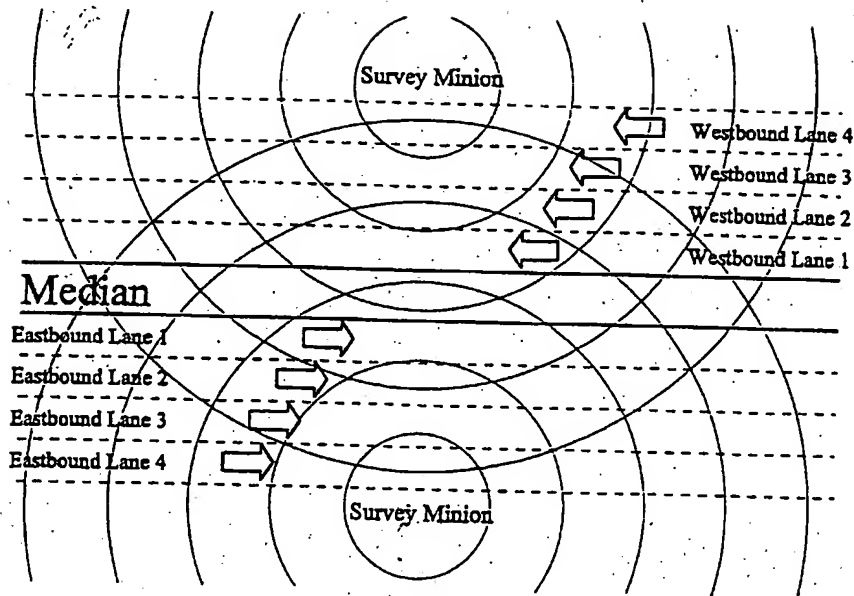 Survey Minion
Westbound Lane 4
Westbound Lane 3
Westbound Lane 2
Westbound Lane 1
Median
Eastbound Lane 1
Eastbound Lane 2
Eastbound Lane 3
Eastbound Lane 4
Survey Minion